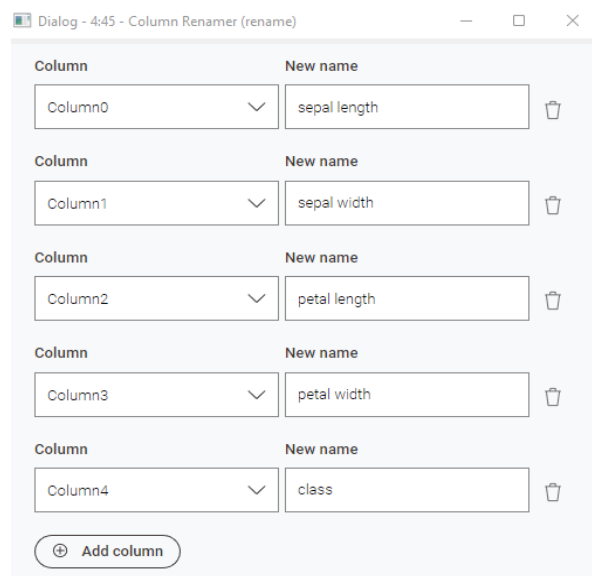 Dialog - 4:45 - Column Renamer (rename)
Column New name
Column0 sepal length
Column New name
Column1 sepal width
Column New name
Column2 petal length
Column New name
Column3 petal width
Column New name
Column4 class
Add column